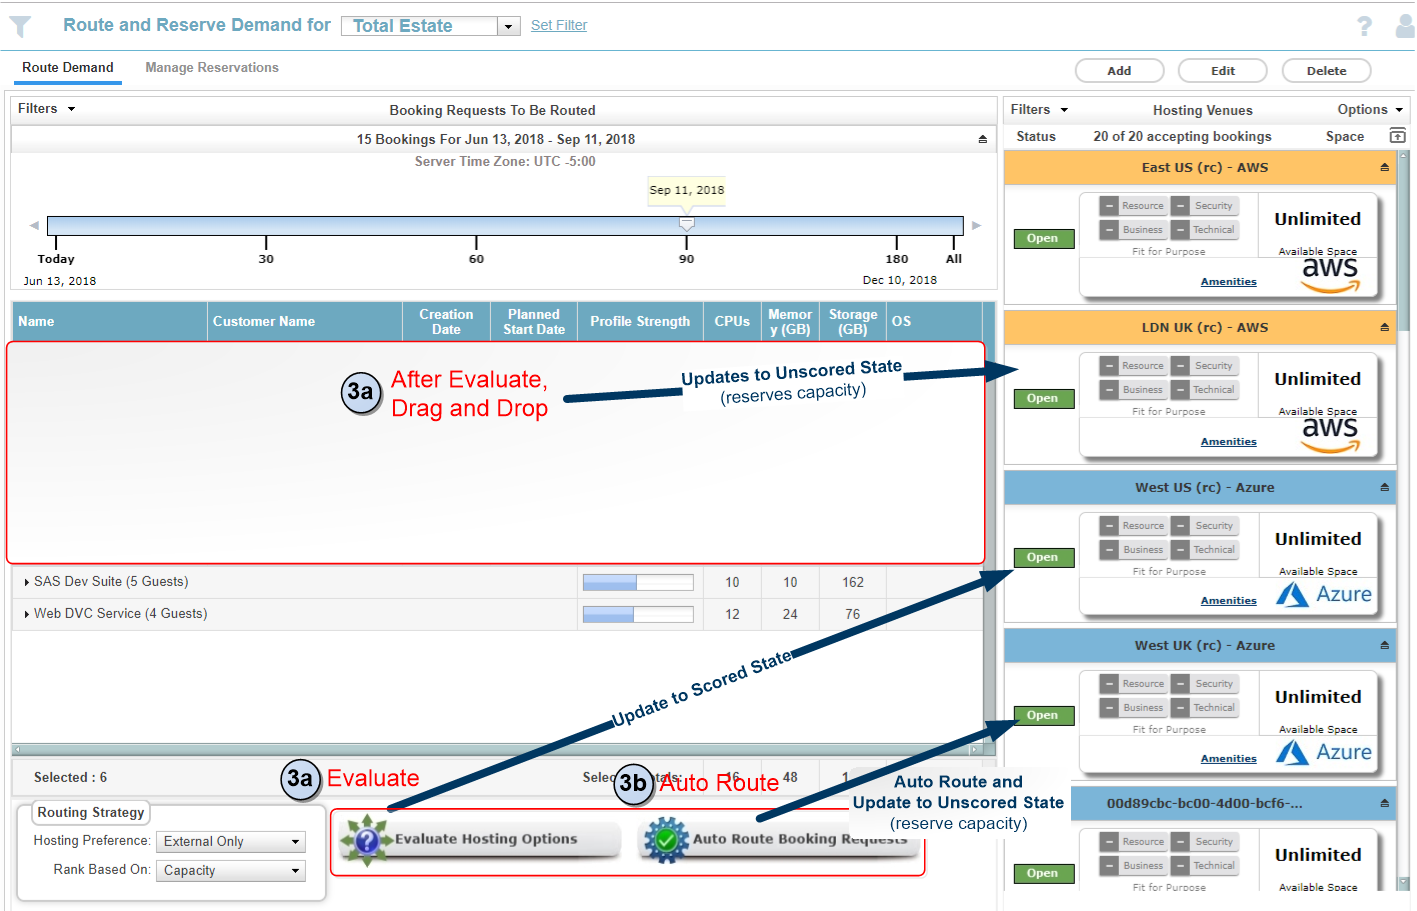 Route and Reserve Demand for Total Estate Set Filter ?
Route Demand Manage Reservations Add Edit Delete
Filters Booking Requests To Be Routed
15 Bookings For Jun 13, 2018 - Sep 11, 2018
Server Time Zone: UTC -5:00
Sep 11, 2018
Today 30 60 90 180 All
Jun 13, 2018 Dec 10, 2018
Name Customer Name Creation Date Planned Start Date Profile Strength CPUs Memor y (GB) Storage (GB) OS
3a After Evaluate,
Drag and Drop
Updates to Unscored State
(reserves capacity)
SAS Dev Suite (5 Guests) 10 10 162
Web DVC Service (4 Guests) 12 24 76
Update to Scored State
Selected : 6 16 48
3a Evaluate
3b Auto Route
Auto Route and
Update to Unscored State
(reserve capacity)
Routing Strategy
Hosting Preference: External Only
Rank Based On: Capacity
Evaluate Hosting Options
Auto Route Booking Requests
Filters Hosting Venues Options
Status 20 of 20 accepting bookings Space
East US (rc) - AWS
Open
Resource Security
Business Technical
Fit for Purpose
Unlimited
Available Space
Amenities
aws
LDN UK (rc) - AWS
Open
Resource Security
Business Technical
Fit for Purpose
Unlimited
Available Space
Amenities
aws
West US (rc) - Azure
Open
Resource Security
Business Technical
Fit for Purpose
Unlimited
Available Space
Amenities
Azure
West UK (rc) - Azure
Open
Resource Security
Business Technical
Fit for Purpose
Unlimited
Available Space
Amenities
Azure
00d89cbc-bc00-4d00-bcf6-...
Open
Resource Security
Business Technical
Fit for Purpose
Unlimited
Available Space